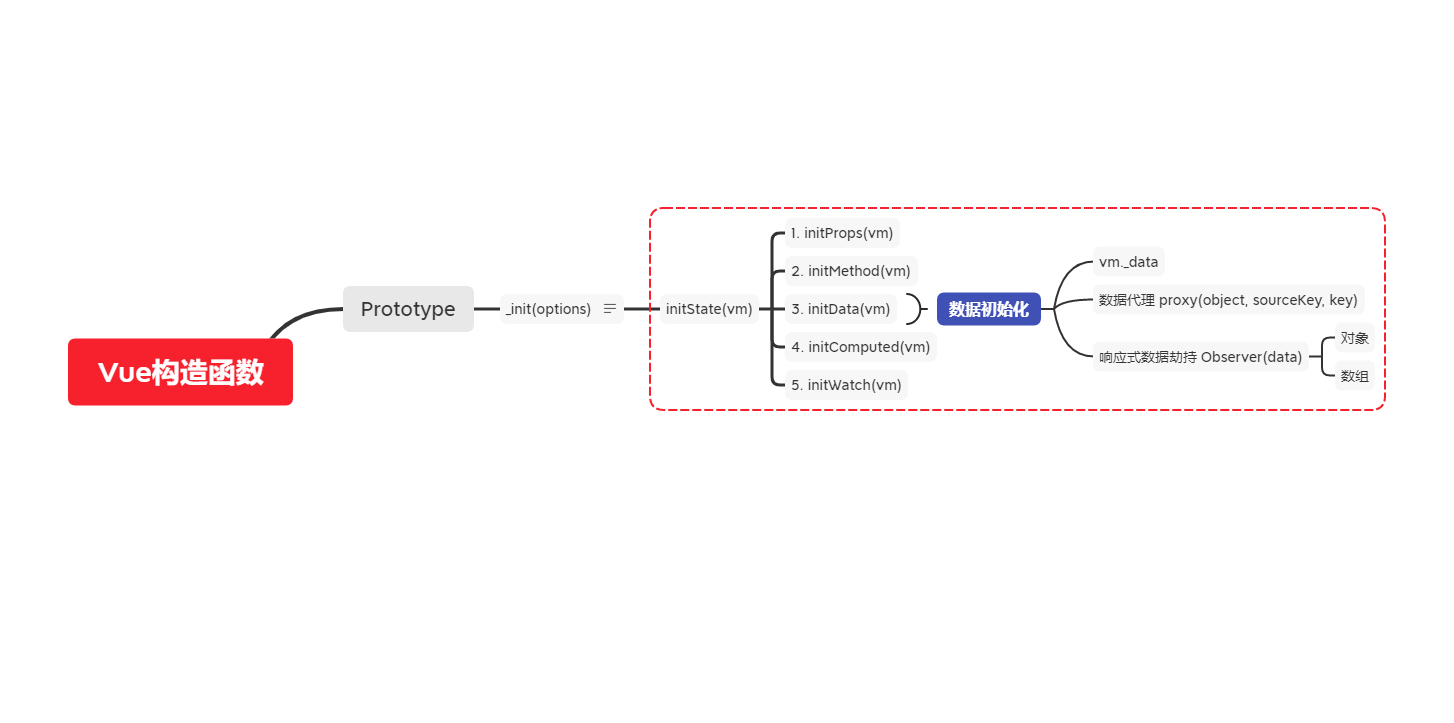 Vue构造函数
Prototype
_init(options)
initState(vm)
1. initProps(vm)
2. initMethod(vm)
3. initData(vm)
4. initComputed(vm)
5. initWatch(vm)
数据初始化
vm._data
数据代理 proxy(object, sourceKey, key)
响应式数据劫持 Observer(data)
对象
数组